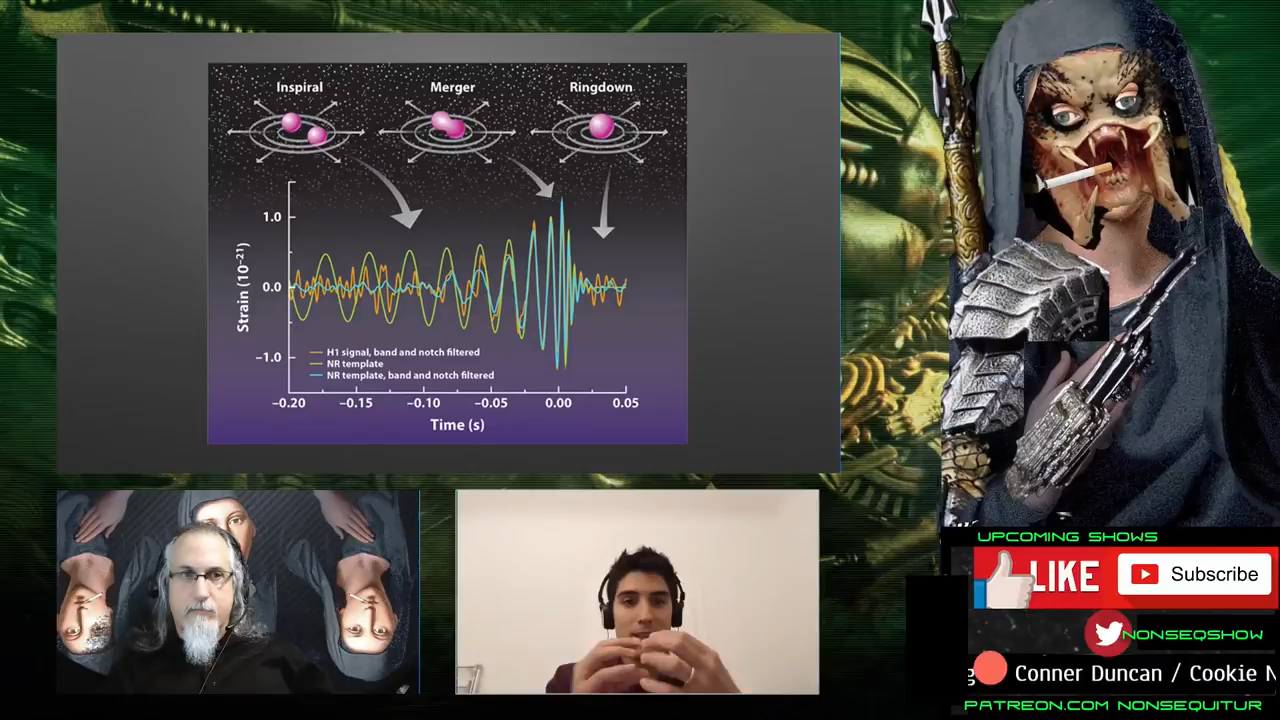 Inspiral
Merger
Ringdown
1.0
0.0
−1.0
Strain (10⁻²¹)
H1 signal, band and notch filtered
NR template
NR template, band and notch filtered
−0.20
−0.15
−0.10
−0.05
0.00
0.05
Time (s)
UPCOMING SHOWS
LIKE
Subscribe
NONSEQSHOW
Conner Duncan / Cookie N
PATREON.COM NONSEQUITUR